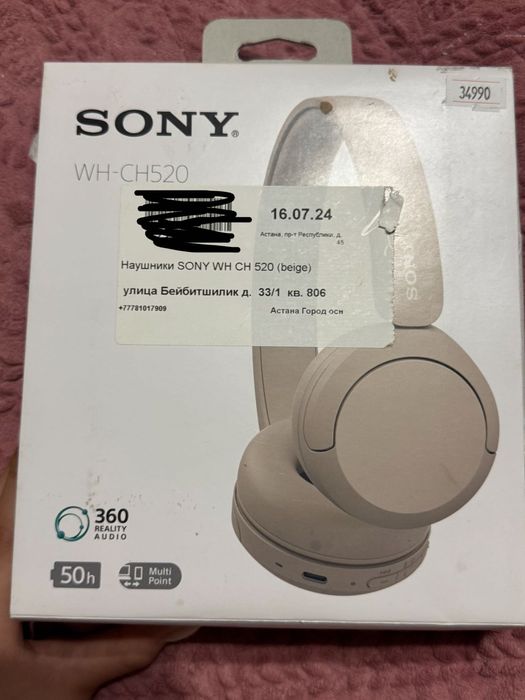 34990
SONY®
WH-CH520
16.07.24
Астана, пр-т Республики, д.
45
Наушники SONY WH CH 520 (beige)
улица Бейбитшилик д. 33/1 кв. 806
+77781017909
Астана Город осн
SONY
360
REALITY
AUDIO
50h
Multi
Point